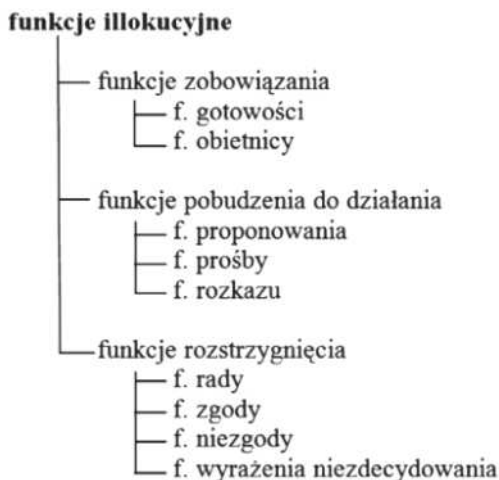 funkcje illokucyjne
funkcje zobowiązania
f. gotowości
f. obietnicy
funkcje pobudzenia do działania
f. proponowania
f. prośby
f. rozkazu
funkcje rozstrzygnięcia
f. rady
f. zgody
f. niezgody
f. wyrażenia niezdecydowania